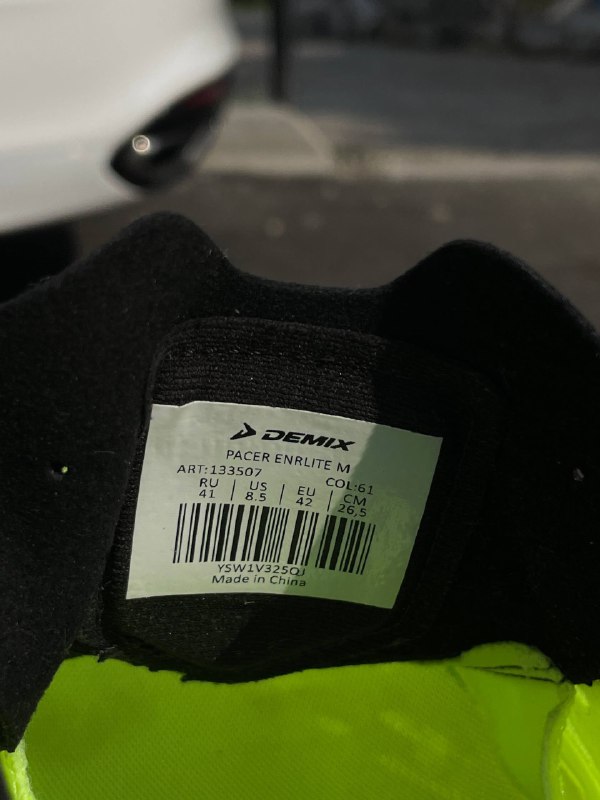 DEMIX
PACER ENRLITE M
ART:133507 COL:61
RU | US | EU | CM
41 | 8.5 | 42 | 26,5
YSW1V325QJ
Made in China